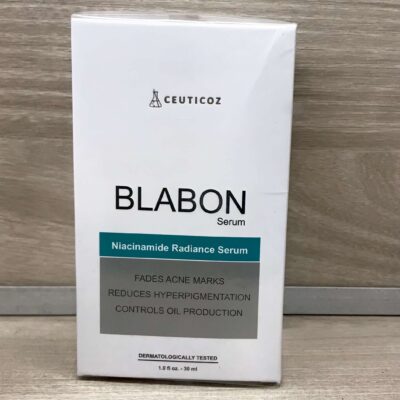 CEUTICOZ
BLABON
Serum
Niacinamide Radiance Serum
FADES ACNE MARKS
REDUCES HYPERPIGMENTATION
CONTROLS OIL PRODUCTION
DERMATOLOGICALLY TESTED
1.0 fl oz. - 30 ml